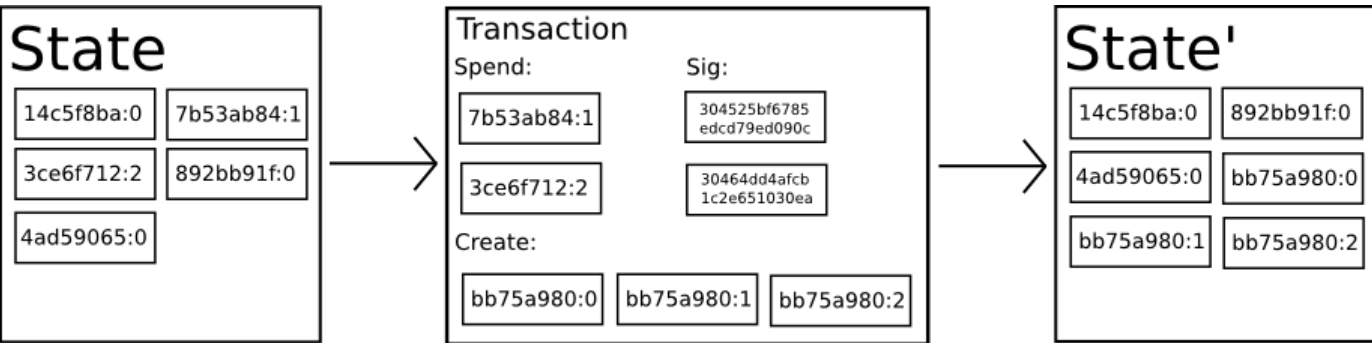 State
14c5f8ba:0 7b53ab84:1
3ce6f712:2 892bb91f:0
4ad59065:0
Transaction
Spend: Sig:
7b53ab84:1 304525bf6785
edcd79ed090c
3ce6f712:2 30464dd4afcb
1c2e651030ea
Create:
bb75a980:0 bb75a980:1 bb75a980:2
State'
14c5f8ba:0 892bb91f:0
4ad59065:0 bb75a980:0
bb75a980:1 bb75a980:2